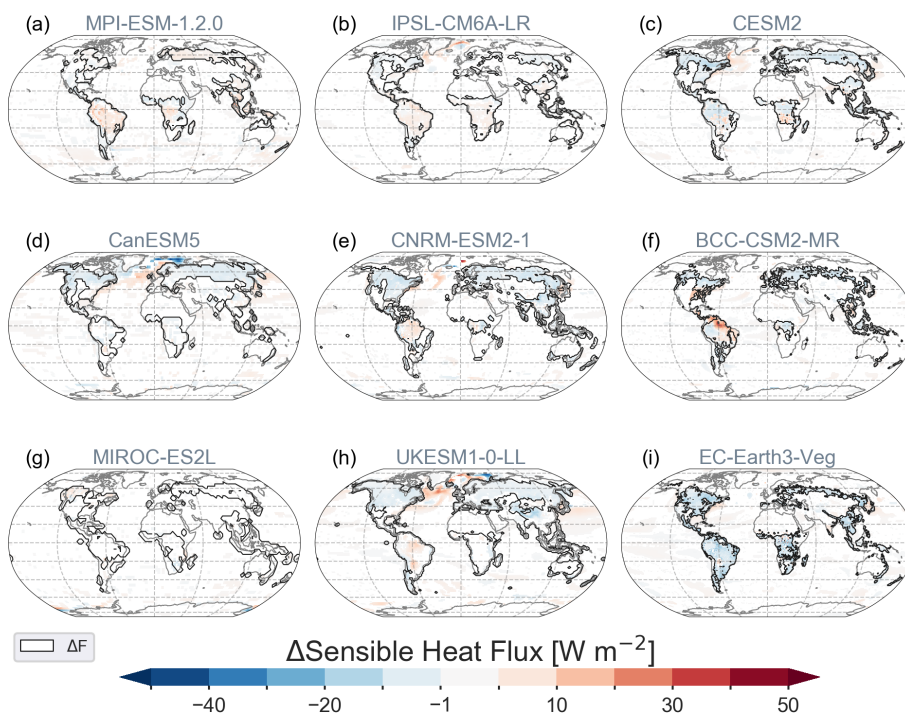 (a) MPI-ESM-1.2.0
(b) IPSL-CM6A-LR
(c) CESM2
(d) CanESM5
(e) CNRM-ESM2-1
(f) BCC-CSM2-MR
(g) MIROC-ES2L
(h) UKESM1-0-LL
(i) EC-Earth3-Veg
ΔF
ΔSensible Heat Flux [W m⁻²]
−40 −20 −1 10 30 50